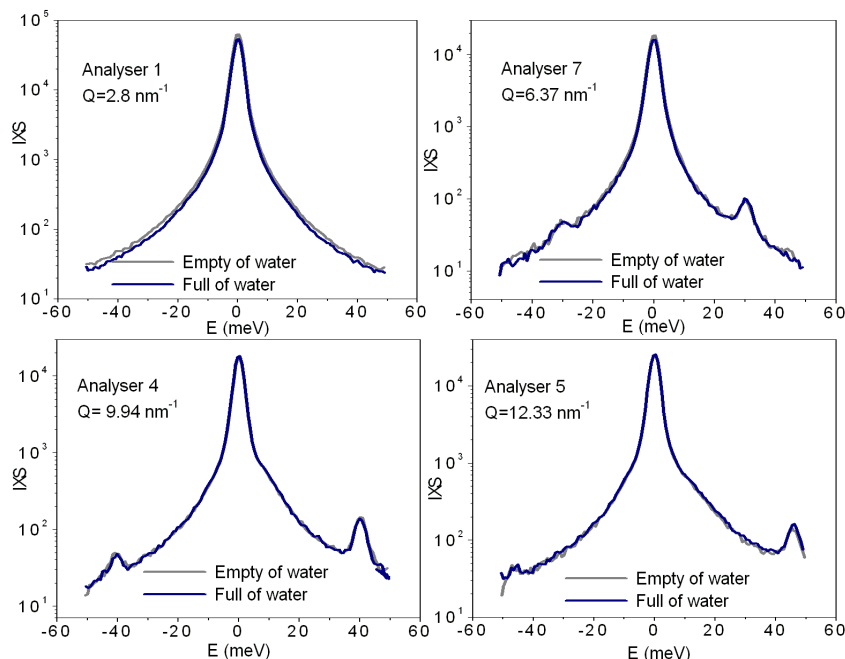 10^5
10^4
10^3
10^2
10^1
IXS
Analyser 1
Q=2.8 nm^-1
Empty of water
Full of water
-60 -40 -20 0 20 40 60
E (meV)
10^4
10^3
10^2
10^1
IXS
Analyser 7
Q=6.37 nm^-1
Empty of water
Full of water
-60 -40 -20 0 20 40 60
E (meV)
10^4
10^3
10^2
10^1
IXS
Analyser 4
Q= 9.94 nm^-1
Empty of water
Full of water
-60 -40 -20 0 20 40 60
E (meV)
10^4
10^3
10^2
10^1
IXS
Analyser 5
Q=12.33 nm^-1
Empty of water
Full of water
-60 -40 -20 0 20 40 60
E (meV)